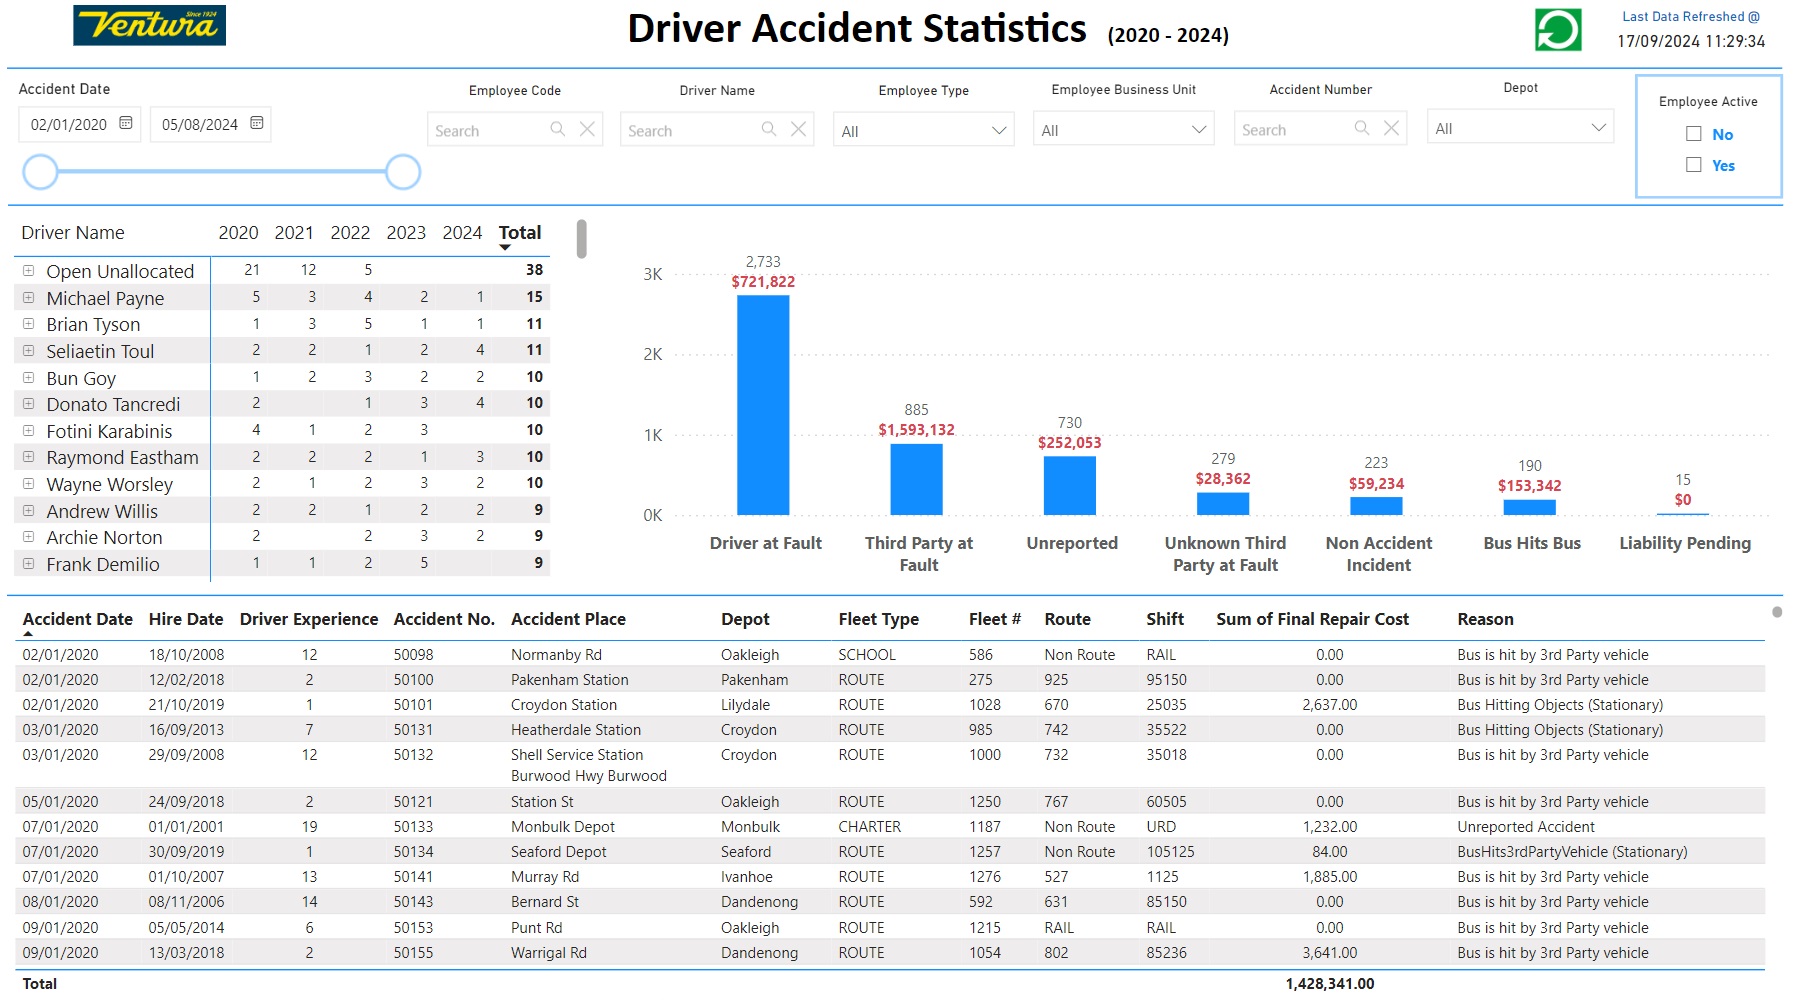 Since 1924
Ventura
Driver Accident Statistics (2020 - 2024)
Last Data Refreshed @
17/09/2024 11:29:34
Accident Date
02/01/2020 05/08/2024
Employee Code
Search
Driver Name
Search
Employee Type
All
Employee Business Unit
All
Accident Number
Search
Depot
All
Employee Active
No
Yes
Driver Name 2020 2021 2022 2023 2024 Total
Open Unallocated 21 12 5 38
Michael Payne 5 3 4 2 1 15
Brian Tyson 1 3 5 1 1 11
Seliaetin Toul 2 2 1 2 4 11
Bun Goy 1 2 3 2 2 10
Donato Tancredi 2 1 3 4 10
Fotini Karabinis 4 1 2 3 10
Raymond Eastham 2 2 2 1 3 10
Wayne Worsley 2 1 2 3 2 10
Andrew Willis 2 2 1 2 2 9
Archie Norton 2 2 3 2 9
Frank Demilio 1 1 2 5 9
3K
2K
1K
0K
2,733
$721,822
Driver at Fault
885
$1,593,132
Third Party at
Fault
730
$252,053
Unreported
279
$28,362
Unknown Third
Party at Fault
223
$59,234
Non Accident
Incident
190
$153,342
Bus Hits Bus
15
$0
Liability Pending
Accident Date Hire Date Driver Experience Accident No. Accident Place Depot Fleet Type Fleet # Route Shift Sum of Final Repair Cost Reason
02/01/2020 18/10/2008 12 50098 Normanby Rd Oakleigh SCHOOL 586 Non Route RAIL 0.00 Bus is hit by 3rd Party vehicle
02/01/2020 12/02/2018 2 50100 Pakenham Station Pakenham ROUTE 275 925 95150 0.00 Bus is hit by 3rd Party vehicle
02/01/2020 21/10/2019 1 50101 Croydon Station Lilydale ROUTE 1028 670 25035 2,637.00 Bus Hitting Objects (Stationary)
03/01/2020 16/09/2013 7 50131 Heatherdale Station Croydon ROUTE 985 742 35522 0.00 Bus Hitting Objects (Stationary)
03/01/2020 29/09/2008 12 50132 Shell Service Station Croydon ROUTE 1000 732 35018 0.00 Bus is hit by 3rd Party vehicle
Burwood Hwy Burwood
05/01/2020 24/09/2018 2 50121 Station St Oakleigh ROUTE 1250 767 60505 0.00 Bus is hit by 3rd Party vehicle
07/01/2020 01/01/2001 19 50133 Monbulk Depot Monbulk CHARTER 1187 Non Route URD 1,232.00 Unreported Accident
07/01/2020 30/09/2019 1 50134 Seaford Depot Seaford ROUTE 1257 Non Route 105125 84.00 BusHits3rdPartyVehicle (Stationary)
07/01/2020 01/10/2007 13 50141 Murray Rd Ivanhoe ROUTE 1276 527 1125 1,885.00 Bus is hit by 3rd Party vehicle
08/01/2020 08/11/2006 14 50143 Bernard St Dandenong ROUTE 592 631 85150 0.00 Bus is hit by 3rd Party vehicle
09/01/2020 05/05/2014 6 50153 Punt Rd Oakleigh ROUTE 1215 RAIL RAIL 0.00 Bus is hit by 3rd Party vehicle
09/01/2020 13/03/2018 2 50155 Warrigal Rd Dandenong ROUTE 1054 802 85236 3,641.00 Bus is hit by 3rd Party vehicle
Total 1,428,341.00